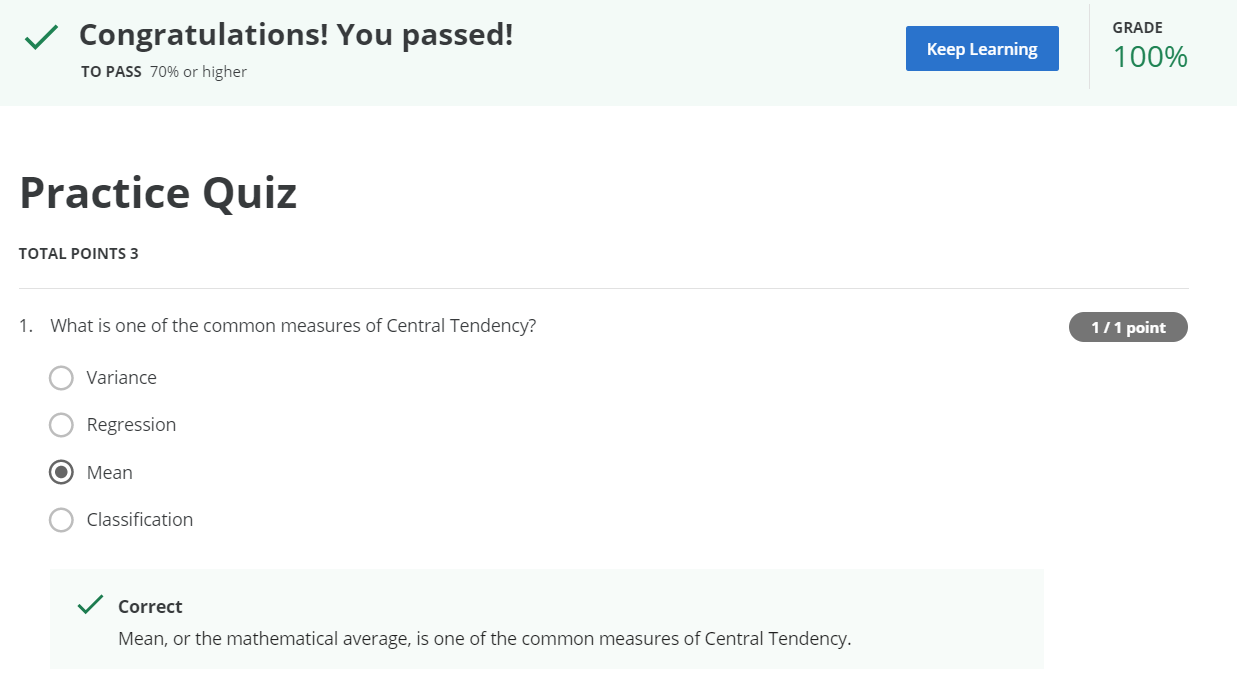 Congratulations! You passed!
TO PASS 70% or higher
Keep Learning
GRADE
100%
Practice Quiz
TOTAL POINTS 3
1. What is one of the common measures of Central Tendency?
1 / 1 point
Variance
Regression
Mean
Classification
Correct
Mean, or the mathematical average, is one of the common measures of Central Tendency.